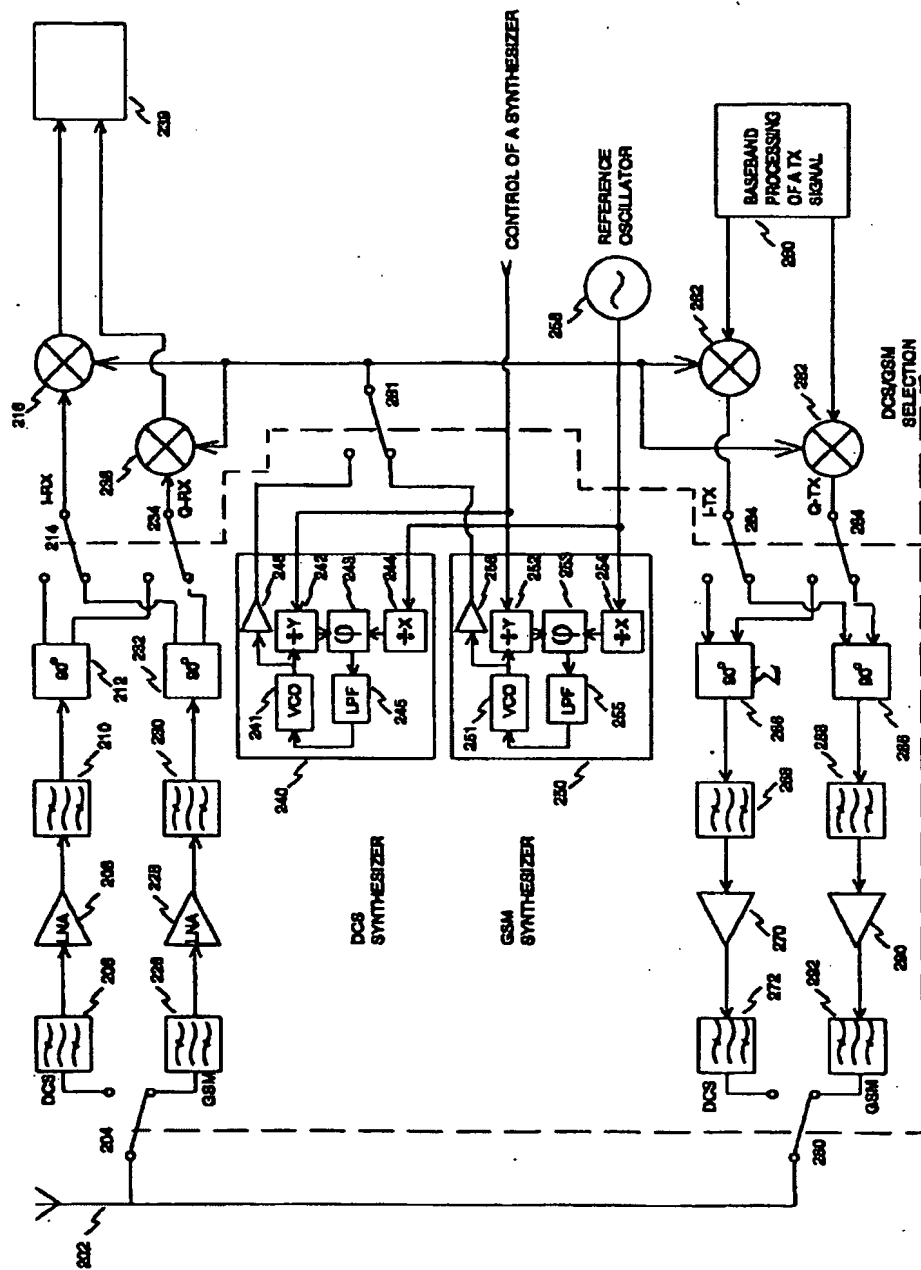 239
216
I-RX
214
236
Q-RX
234
90°
212
232
90°
210
230
208
LNA
228
LNA
206
226
DCS
GSM
204
202
CONTROL OF A SYNTHESIZER
REFERENCE
OSCILLATOR
258
261
246
÷Y
242
243
÷X
244
VCO
241
LPF
245
240
DCS
SYNTHESIZER
256
÷Y
252
253
÷X
254
VCO
251
LPF
255
250
GSM
SYNTHESIZER
BASEBAND
PROCESSING
OF A TX
SIGNAL
260
262
282
DCS/GSM
SELECTION
I-TX
264
Q-TX
284
90°
Σ
266
90°
286
268
288
270
290
272
292
DCS
GSM
280